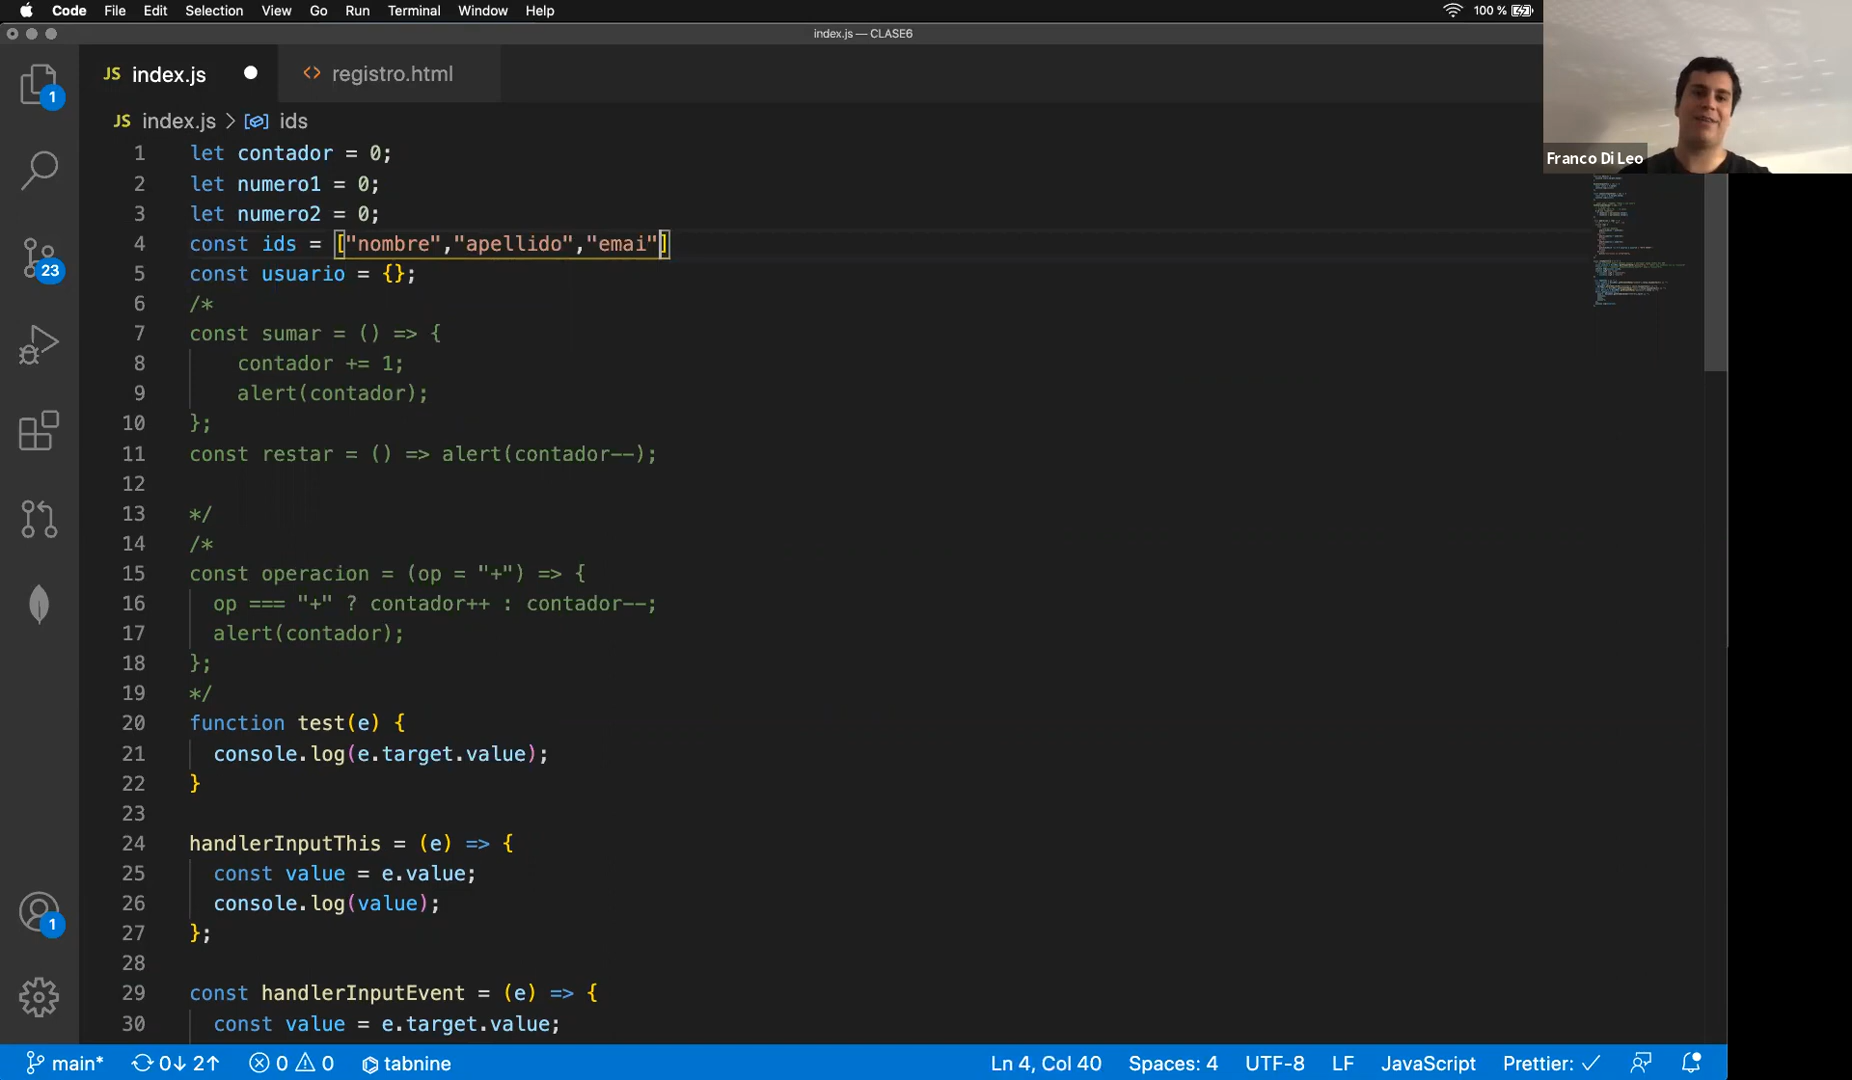 Code File Edit Selection View Go Run Terminal Window Help 100 %
index.js — CLASE6
JS index.js <> registro.html
JS index.js > ids
1 let contador = 0;
2 let numero1 = 0;
3 let numero2 = 0;
4 const ids = ["nombre","apellido","emai"]
5 const usuario = {};
6 /*
7 const sumar = () => {
8 contador += 1;
9 alert(contador);
10 };
11 const restar = () => alert(contador--);
12
13 */
14 /*
15 const operacion = (op = "+") => {
16 op === "+" ? contador++ : contador--;
17 alert(contador);
18 };
19 */
20 function test(e) {
21 console.log(e.target.value);
22 }
23
24 handlerInputThis = (e) => {
25 const value = e.value;
26 console.log(value);
27 };
28
29 const handlerInputEvent = (e) => {
30 const value = e.target.value;
1
23
1
Franco Di Leo
main* 0↓ 2↑ 0 0 tabnine Ln 4, Col 40 Spaces: 4 UTF-8 LF JavaScript Prettier: ✓